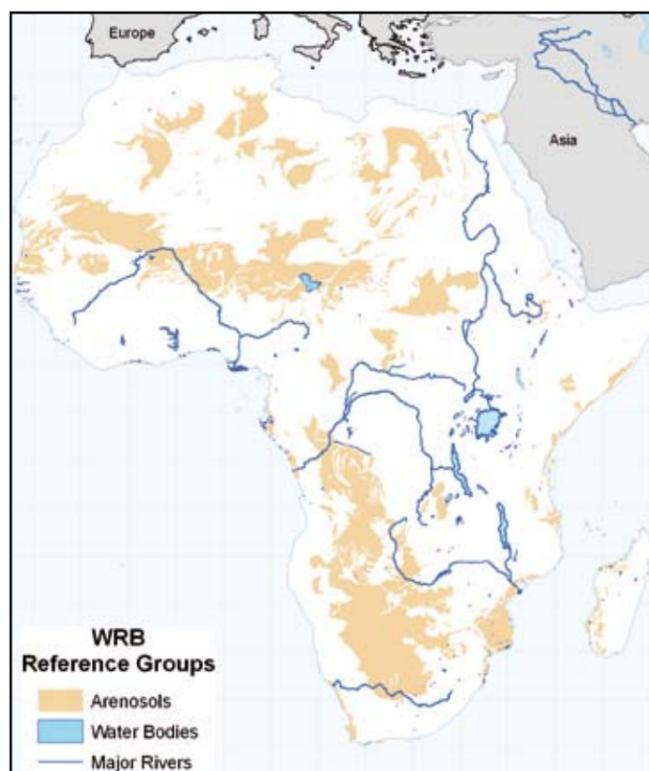 Europe
Asia
WRB
Reference Groups
Arenosols
Water Bodies
Major Rivers